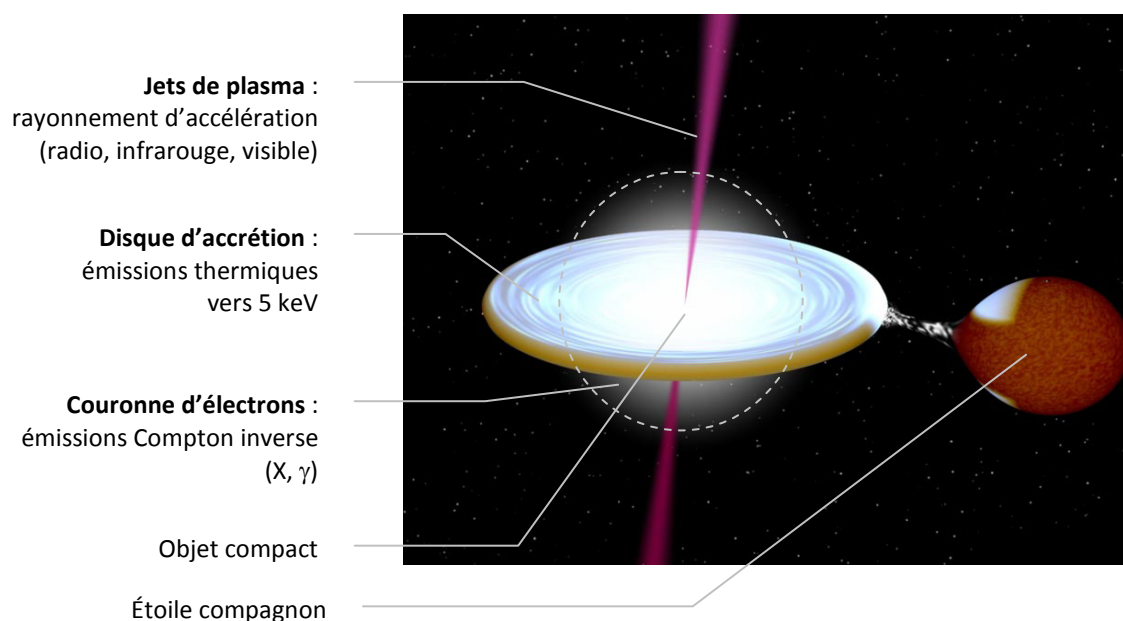 Jets de plasma :
rayonnement d’accélération
(radio, infrarouge, visible)
Disque d’accrétion :
émissions thermiques
vers 5 keV
Couronne d’électrons :
émissions Compton inverse
(X, γ)
Objet compact
Étoile compagnon